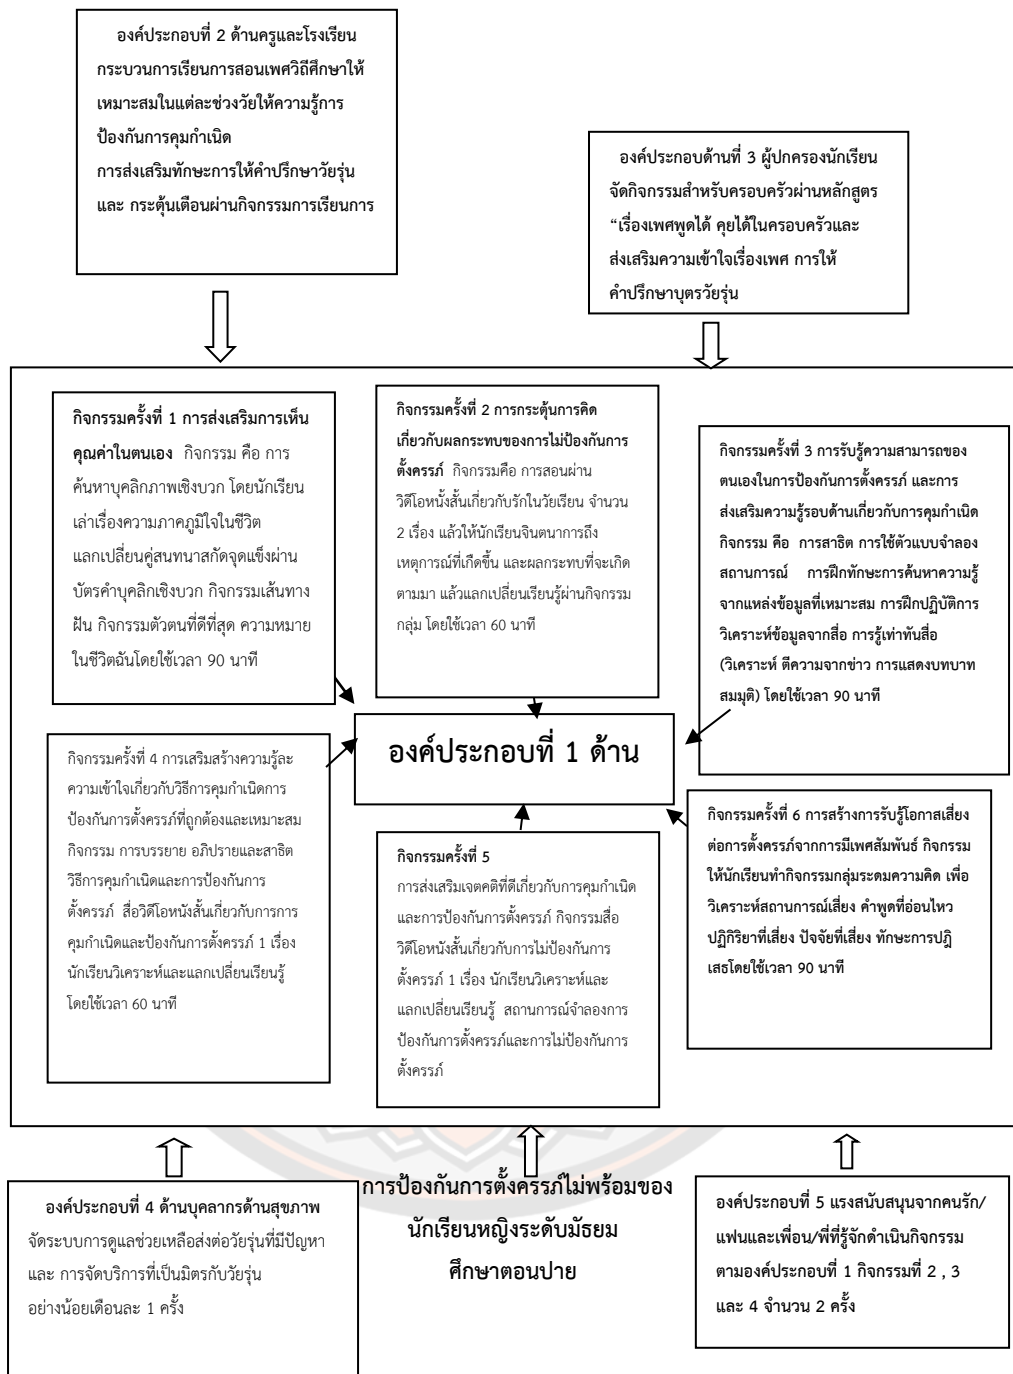 องค์ประกอบที่ 2 ด้านครูและโรงเรียน
กระบวนการเรียนการสอนเพศวิถีศึกษาให้
เหมาะสมในแต่ละช่วงวัยให้ความรู้การ
ป้องกันการคุมกำเนิด
การส่งเสริมทักษะการให้คำปรึกษาวัยรุ่น
และ กระตุ้นเตือนผ่านกิจกรรมการเรียนการ
องค์ประกอบด้านที่ 3 ผู้ปกครองนักเรียน
จัดกิจกรรมสำหรับครอบครัวผ่านหลักสูตร
“เรื่องเพศพูดได้ คุยได้ในครอบครัวและ
ส่งเสริมความเข้าใจเรื่องเพศ การให้
คำปรึกษาบุตรวัยรุ่น
กิจกรรมครั้งที่ 1 การส่งเสริมการเห็น
คุณค่าในตนเอง กิจกรรม คือ การ
ค้นหาบุคลิกภาพเชิงบวก โดยนักเรียน
เล่าเรื่องความภาคภูมิใจในชีวิต
แลกเปลี่ยนคู่สนทนาสกัดจุดแข็งผ่าน
บัตรคำบุคลิกเชิงบวก กิจกรรมเส้นทาง
ฝัน กิจกรรมตัวตนที่ดีที่สุด ความหมาย
ในชีวิตฉันโดยใช้เวลา 90 นาที
กิจกรรมครั้งที่ 2 การกระตุ้นการคิด
เกี่ยวกับผลกระทบของการไม่ป้องกันการ
ตั้งครรภ์ กิจกรรมคือ การสอนผ่าน
วิดีโอหนังสั้นเกี่ยวกับรักในวัยเรียน จำนวน
2 เรื่อง แล้วให้นักเรียนจินตนาการถึง
เหตุการณ์ที่เกิดขึ้น และผลกระทบที่จะเกิด
ตามมา แล้วแลกเปลี่ยนเรียนรู้ผ่านกิจกรรม
กลุ่ม โดยใช้เวลา 60 นาที
กิจกรรมครั้งที่ 3 การรับรู้ความสามารถของ
ตนเองในการป้องกันการตั้งครรภ์ และการ
ส่งเสริมความรู้รอบด้านเกี่ยวกับการคุมกำเนิด
กิจกรรม คือ การสาธิต การใช้ตัวแบบจำลอง
สถานการณ์ การฝึกทักษะการค้นหาความรู้
จากแหล่งข้อมูลที่เหมาะสม การฝึกปฏิบัติการ
วิเคราะห์ข้อมูลจากสื่อ การรู้เท่าทันสื่อ
(วิเคราะห์ ตีความจากข่าว การแสดงบทบาท
สมมุติ) โดยใช้เวลา 90 นาที
องค์ประกอบที่ 1 ด้าน
กิจกรรมครั้งที่ 4 การเสริมสร้างความรู้ละ
ความเข้าใจเกี่ยวกับวิธีการคุมกำเนิดการ
ป้องกันการตั้งครรภ์ที่ถูกต้องและเหมาะสม
กิจกรรม การบรรยาย อภิปรายและสาธิต
วิธีการคุมกำเนิดและการป้องกันการ
ตั้งครรภ์ สื่อวิดีโอหนังสั้นเกี่ยวกับการการ
คุมกำเนิดและป้องกันการตั้งครรภ์ 1 เรื่อง
นักเรียนวิเคราะห์และแลกเปลี่ยนเรียนรู้
โดยใช้เวลา 60 นาที
กิจกรรมครั้งที่ 5
การส่งเสริมเจตคติที่ดีเกี่ยวกับการคุมกำเนิด
และการป้องกันการตั้งครรภ์ กิจกรรมสื่อ
วิดีโอหนังสั้นเกี่ยวกับการไม่ป้องกันการ
ตั้งครรภ์ 1 เรื่อง นักเรียนวิเคราะห์และ
แลกเปลี่ยนเรียนรู้ สถานการณ์จำลองการ
ป้องกันการตั้งครรภ์และการไม่ป้องกันการ
ตั้งครรภ์
กิจกรรมครั้งที่ 6 การสร้างการรับรู้โอกาสเสี่ยง
ต่อการตั้งครรภ์จากการมีเพศสัมพันธ์ กิจกรรม
ให้นักเรียนทำกิจกรรมกลุ่มระดมความคิด เพื่อ
วิเคราะห์สถานการณ์เสี่ยง คำพูดที่อ่อนไหว
ปฏิกิริยาที่เสี่ยง ปัจจัยที่เสี่ยง ทักษะการปฎิ
เสธโดยใช้เวลา 90 นาที
องค์ประกอบที่ 4 ด้านบุคลากรด้านสุขภาพ
จัดระบบการดูแลช่วยเหลือส่งต่อวัยรุ่นที่มีปัญหา
และ การจัดบริการที่เป็นมิตรกับวัยรุ่น
อย่างน้อยเดือนละ 1 ครั้ง
การป้องกันการตั้งครรภ์ไม่พร้อมของ
นักเรียนหญิงระดับมัธยม
ศึกษาตอนปาย
องค์ประกอบที่ 5 แรงสนับสนุนจากคนรัก/
แฟนและเพื่อน/พี่ที่รู้จักดำเนินกิจกรรม
ตามองค์ประกอบที่ 1 กิจกรรมที่ 2 , 3
และ 4 จำนวน 2 ครั้ง